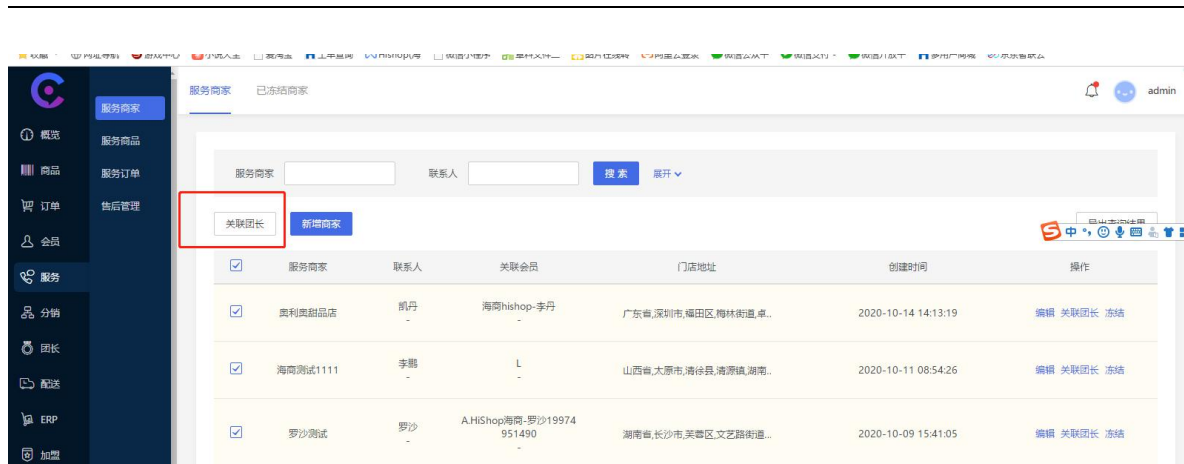 服务商家
已冻结商家
admin
服务商家
概览
服务商品
商品
服务订单
服务商家
联系人
搜索
展开
订单
售后管理
关联团长
新增商家
会员
中
服务商家
联系人
关联会员
门店地址
创建时间
操作
服务
分销
奥利奥甜品店
凯丹
-
海商hishop-李丹
-
广东省,深圳市,福田区,梅林街道,卓..
2020-10-14 14:13:19
编辑 关联团长 冻结
团长
配送
海商测试1111
李鹏
-
L
-
山西省,太原市,清徐县,清源镇,湖南..
2020-10-11 08:54:26
编辑 关联团长 冻结
ERP
罗沙测试
罗沙
-
A.HiShop海商-罗沙19974
951490
-
湖南省,长沙市,芙蓉区,文艺路街道...
2020-10-09 15:41:05
编辑 关联团长 冻结
加盟